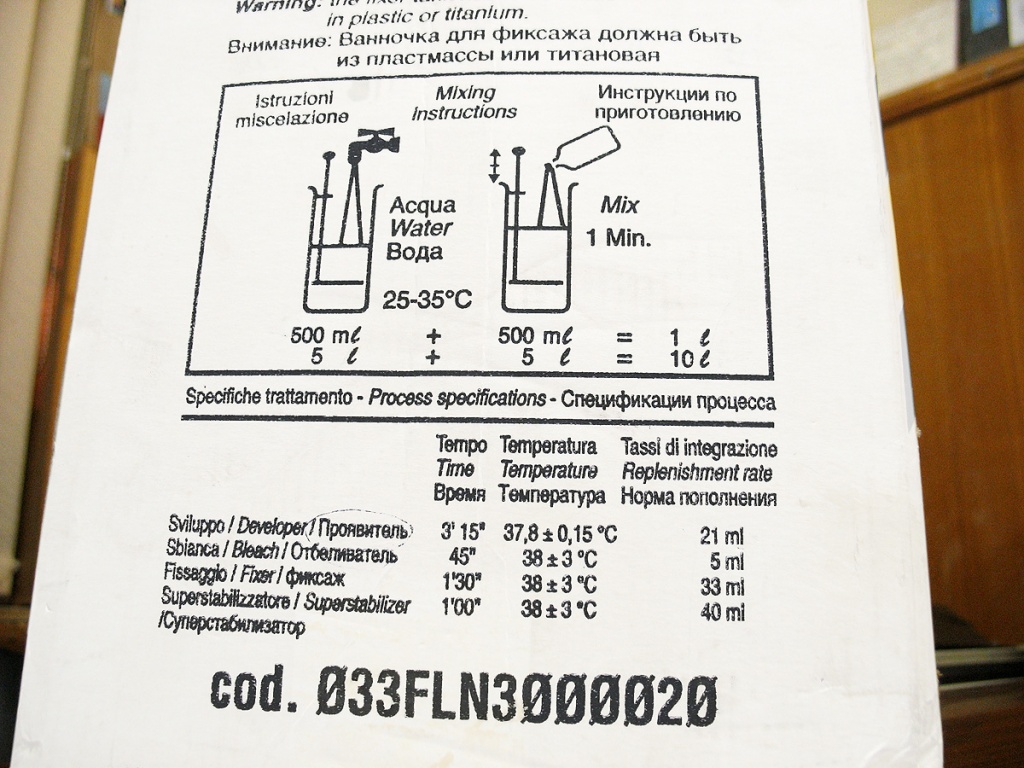 Warning: the fixer
in plastic or titanium.
Внимание: Ванночка для фиксажа должна быть
из пластмассы или титановая
Istruzioni
miscelazione
Mixing
instructions
Инструкции по
приготовлению
Acqua
Water
Вода
25-35°C
Mix
1 Min.
500 mℓ + 500 mℓ = 1 ℓ
5 ℓ + 5 ℓ = 10 ℓ
Specifiche trattamento - Process specifications - Спецификации процесса
Tempo Temperatura Tassi di integrazione
Time Temperature Replenishment rate
Время Температура Норма пополнения
Sviluppo / Developer / Проявитель 3' 15" 37,8 ± 0,15 °C 21 ml
Sbianca / Bleach / Отбеливатель 45" 38 ± 3 °C 5 ml
Fissaggio / Fixer / фиксаж 1'30" 38 ± 3 °C 33 ml
Superstabilizzatore / Superstabilizer 1'00" 38 ± 3 °C 40 ml
/Суперстабилизатор
cod. Ø33FLN3ØØØØ2Ø